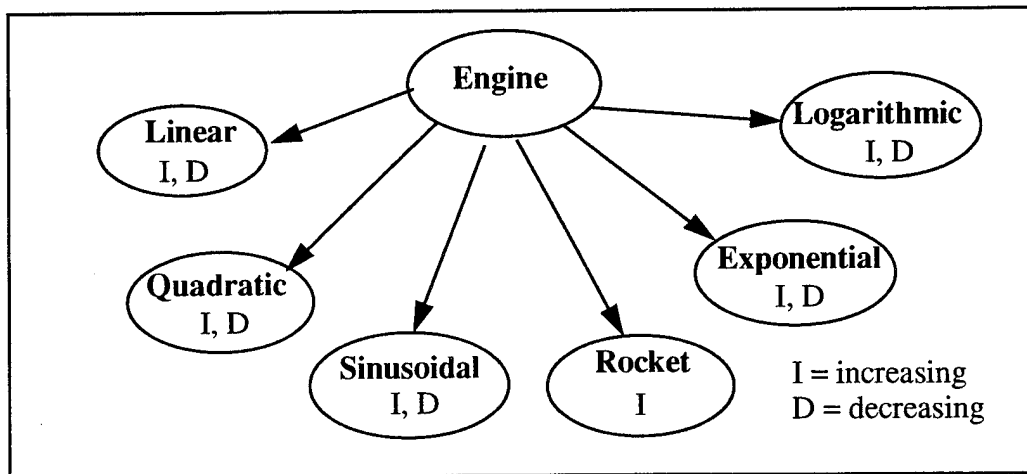 Engine
Linear
I, D
Logarithmic
I, D
Quadratic
I, D
Exponential
I, D
Sinusoidal
I, D
Rocket
I
I = increasing
D = decreasing